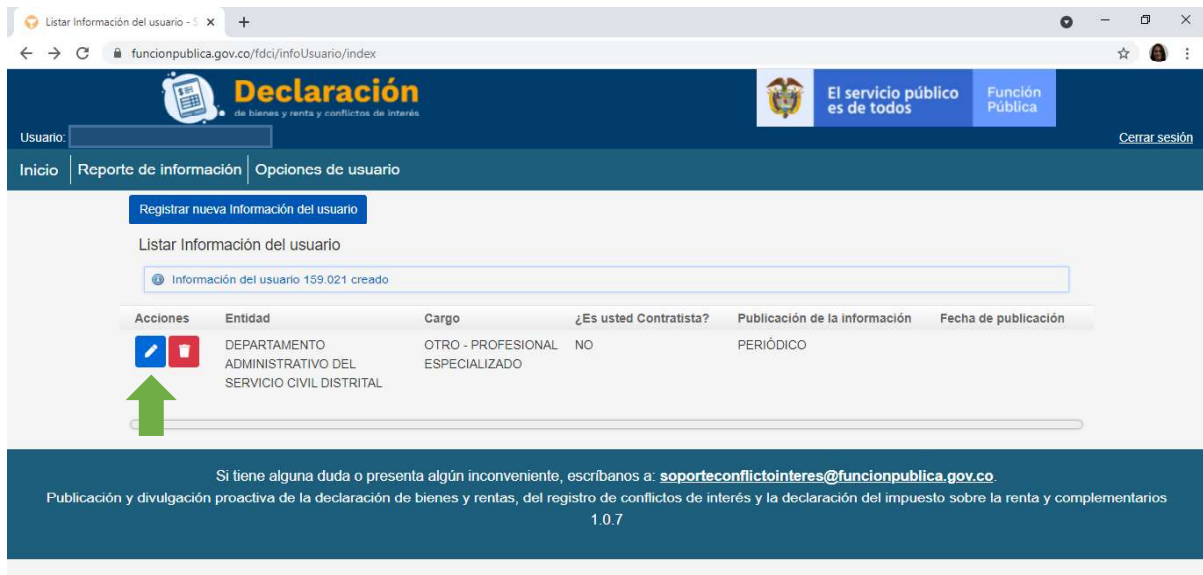 Listar Información del usuario - S
funcionpublica.gov.co/fdci/infoUsuario/index
Declaración
de bienes y renta y conflictos de interés
El servicio público
es de todos
Función
Pública
Usuario:
Cerrar sesión
Inicio
Reporte de información
Opciones de usuario
Registrar nueva Información del usuario
Listar Información del usuario
Información del usuario 159.021 creado
Acciones Entidad Cargo ¿Es usted Contratista? Publicación de la información Fecha de publicación
DEPARTAMENTO OTRO - PROFESIONAL NO PERIÓDICO
ADMINISTRATIVO DEL ESPECIALIZADO
SERVICIO CIVIL DISTRITAL
Si tiene alguna duda o presenta algún inconveniente, escríbanos a: soporteconflictointeres@funcionpublica.gov.co.
Publicación y divulgación proactiva de la declaración de bienes y rentas, del registro de conflictos de interés y la declaración del impuesto sobre la renta y complementarios
1.0.7